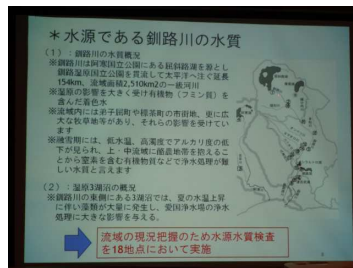 ＊水源である釧路川の水質
（1）：釧路川の水質概況
※釧路川は阿寒国立公園にある屈斜路湖を源とし
釧路湿原国立公園を貫流して太平洋へ注ぐ延長
154km、流域面積2,510km2の一級河川
※湿原の影響を大きく受け有機物（フミン質）を
含んだ着色水
※流域内には弟子屈町や標茶町の市街地、更に広
大な牧草地等があり、それらの影響を受けてい
ます
※融雪期には、低水温、高濁度でアルカリ度の低
下が見られ、上・中流域に酪農地帯を抱えるこ
とから窒素を含む有機物質などで浄水処理が難
しい水質と言えます
（2）：湿原3湖沼の概況
※釧路川の東側にある3湖沼では、夏の水温上昇
に伴い藻類が大量に発生し、愛国浄水場の浄水
処理に大きな影響を与える。
流域の現況把握のため水源水質検査
を18地点において実施